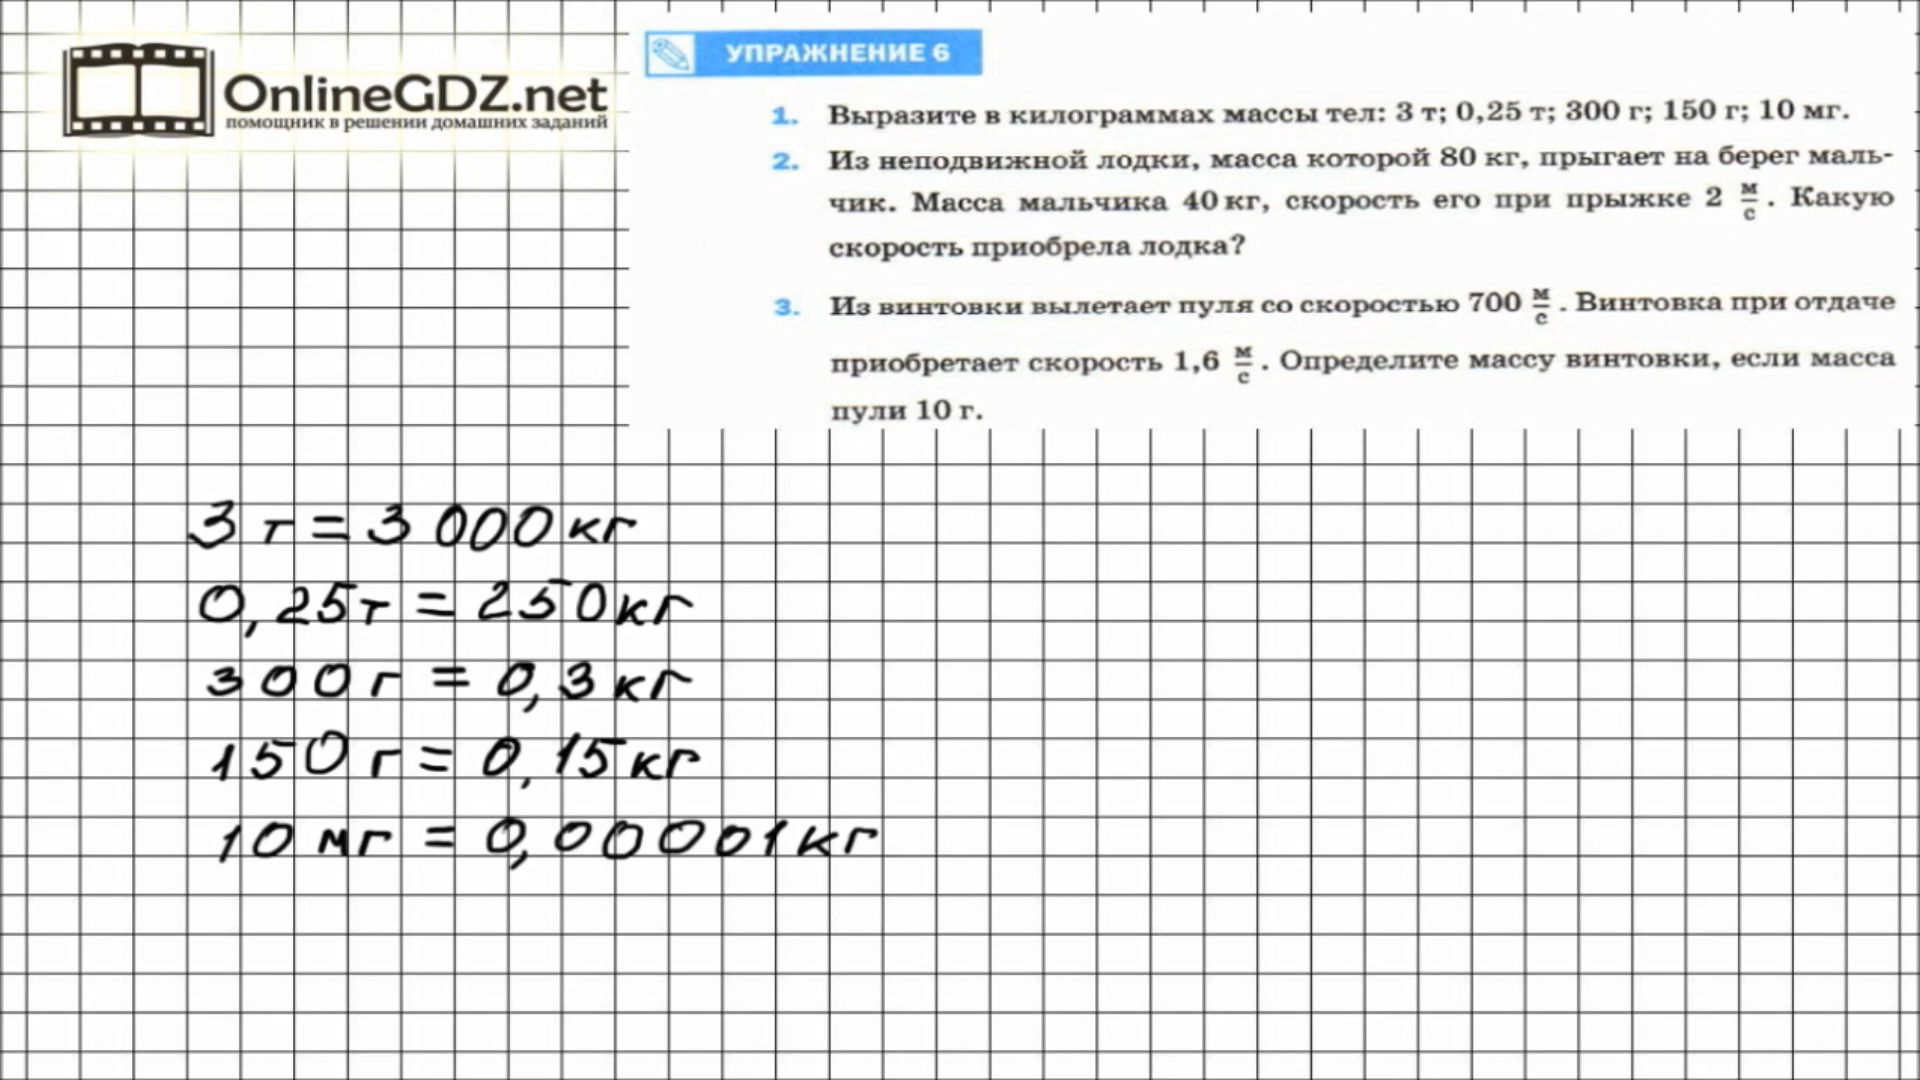 OnlineGDZ.net
помощник в решении домашних заданий
УПРАЖНЕНИЕ 6
1. Выразите в килограммах массы тел: 3 т; 0,25 т; 300 г; 150 г; 10 мг.
2. Из неподвижной лодки, масса которой 80 кг, прыгает на берег маль-
чик. Масса мальчика 40 кг, скорость его при прыжке 2 м/с. Какую
скорость приобрела лодка?
3. Из винтовки вылетает пуля со скоростью 700 м/с. Винтовка при отдаче
приобретает скорость 1,6 м/с. Определите массу винтовки, если масса
пули 10 г.
3 т = 3 000 кг
0,25 т = 250 кг
300 г = 0,3 кг
150 г = 0,15 кг
10 мг = 0,00001 кг